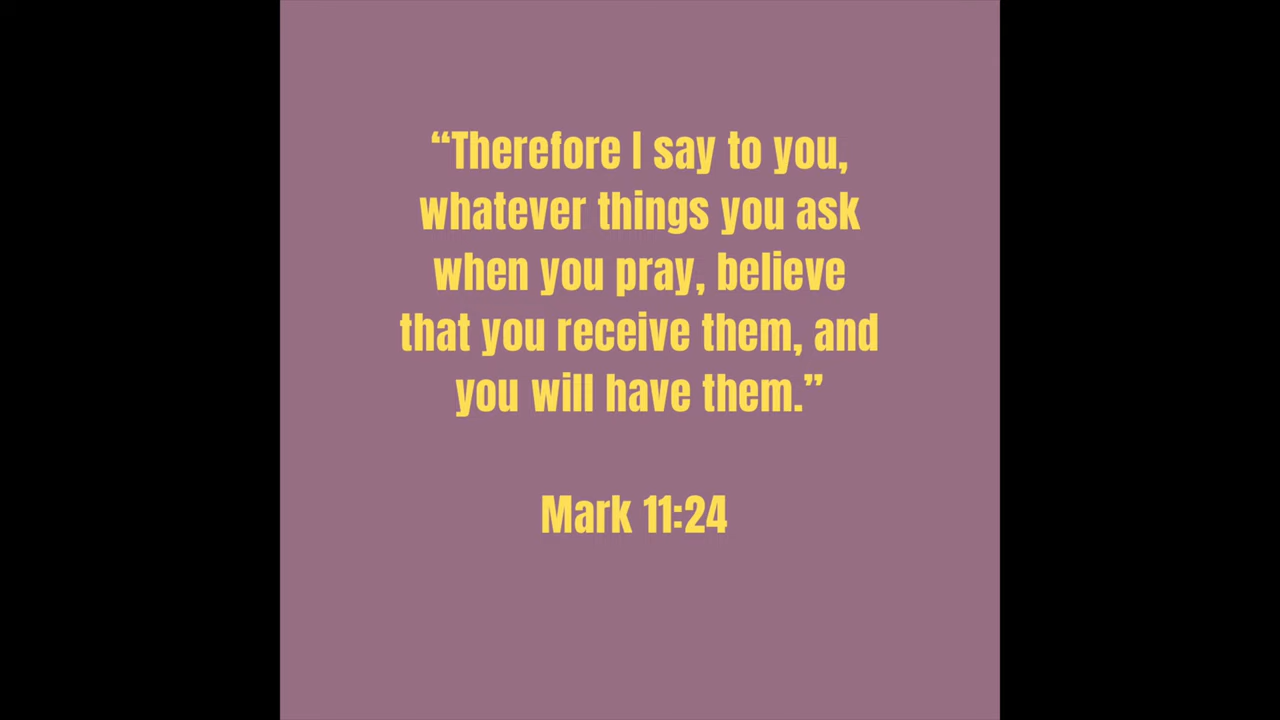 “Therefore I say to you,
whatever things you ask
when you pray, believe
that you receive them, and
you will have them.”
Mark 11:24